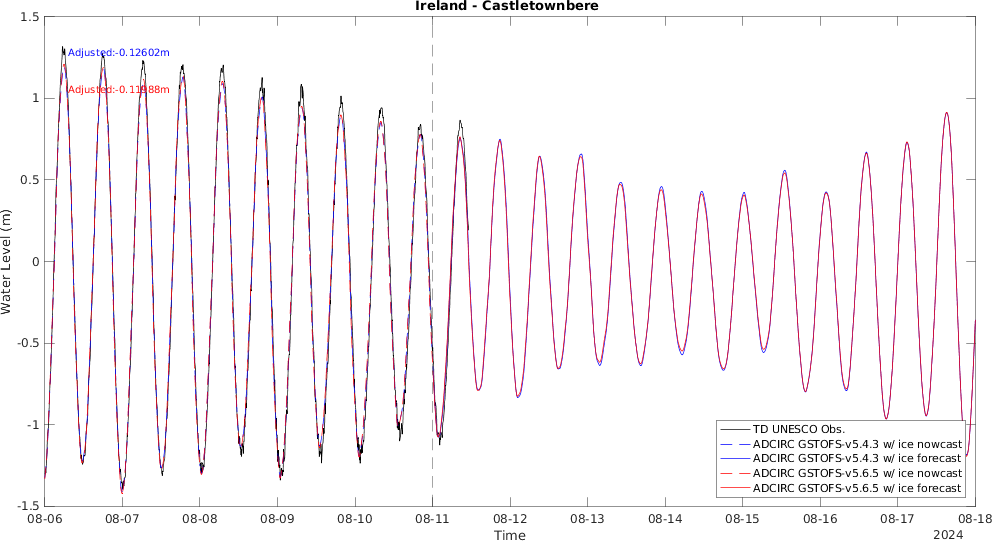 Ireland - Castletownbere
Adjusted:-0.12602m
Adjusted:-0.11988m
Water Level (m)
1.5
1
0.5
0
-0.5
-1
-1.5
08-06 08-07 08-08 08-09 08-10 08-11 08-12 08-13 08-14 08-15 08-16 08-17 08-18
Time
2024
TD UNESCO Obs.
ADCIRC GSTOFS-v5.4.3 w/ ice nowcast
ADCIRC GSTOFS-v5.4.3 w/ ice forecast
ADCIRC GSTOFS-v5.6.5 w/ ice nowcast
ADCIRC GSTOFS-v5.6.5 w/ ice forecast